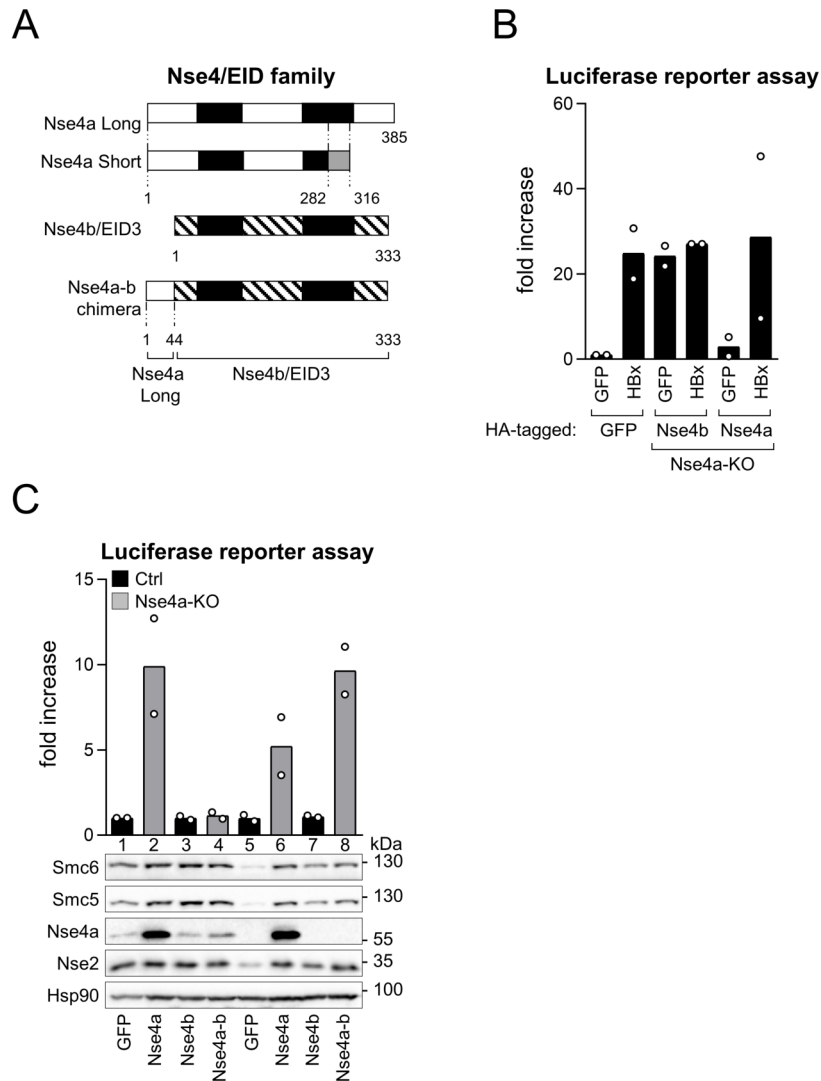 A
Nse4/EID family
Nse4a Long
385
Nse4a Short
1 282 316
Nse4b/EID3
1 333
Nse4a-b
chimera
1 44 333
Nse4a
Long
Nse4b/EID3
B
Luciferase reporter assay
60
40
20
0
fold increase
GFP HBx GFP HBx GFP HBx
HA-tagged: GFP Nse4b Nse4a
Nse4a-KO
C
Luciferase reporter assay
Ctrl
Nse4a-KO
15
10
5
0
fold increase
1 2 3 4 5 6 7 8 kDa
Smc6 130
Smc5 130
Nse4a 55
Nse2 35
Hsp90 100
GFP Nse4a Nse4b Nse4a-b GFP Nse4a Nse4b Nse4a-b